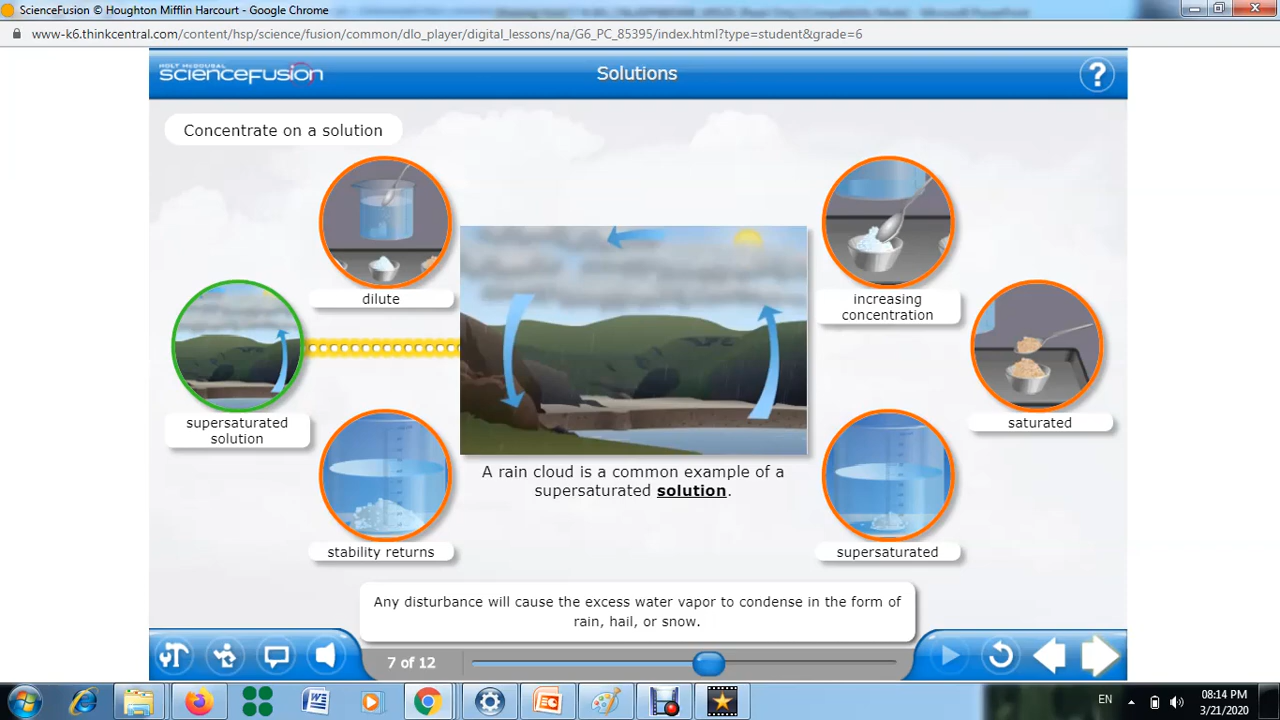 ScienceFusion © Houghton Mifflin Harcourt - Google Chrome
www-k6.thinkcentral.com/content/hsp/science/fusion/common/dlo_player/digital_lessons/na/G6_PC_85395/index.html?type=student&grade=6
HOLT McDOUGAL
SCIENCEFUSION
Solutions
?
Concentrate on a solution
dilute
increasing
concentration
supersaturated
solution
saturated
A rain cloud is a common example of a
supersaturated solution.
stability returns
supersaturated
Any disturbance will cause the excess water vapor to condense in the form of
rain, hail, or snow.
7 of 12
EN
08:14 PM
3/21/2020